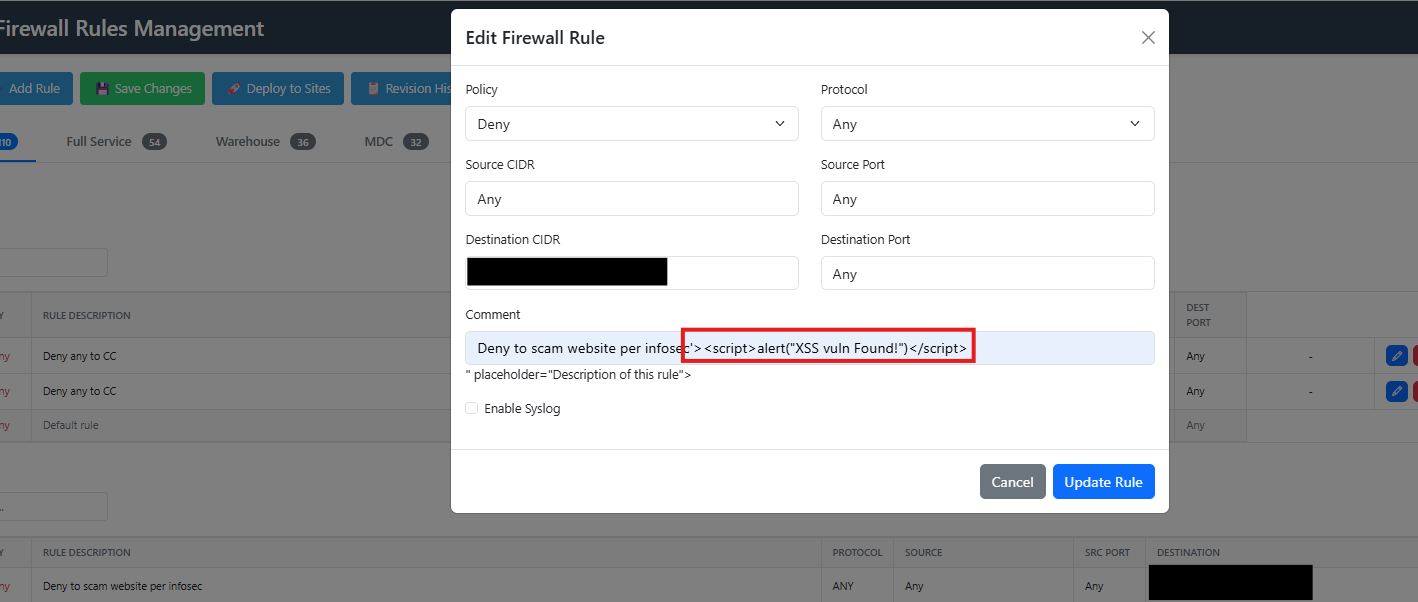 Firewall Rules Management
Add Rule
Save Changes
Deploy to Sites
Revision His
110
Full Service 54
Warehouse 36
MDC 32
Edit Firewall Rule
Policy
Protocol
Deny
Any
Source CIDR
Source Port
Any
Any
Destination CIDR
Destination Port
Any
Comment
Deny to scam website per infosec'><script>alert("XSS vuln Found!")</script>
" placeholder="Description of this rule">
Enable Syslog
Cancel
Update Rule
Y
RULE DESCRIPTION
DEST
PORT
ny
Deny any to CC
Any
-
ny
Deny any to CC
Any
-
ny
Default rule
Any
..
Y
RULE DESCRIPTION
PROTOCOL
SOURCE
SRC PORT
DESTINATION
ny
Deny to scam website per infosec
ANY
Any
Any